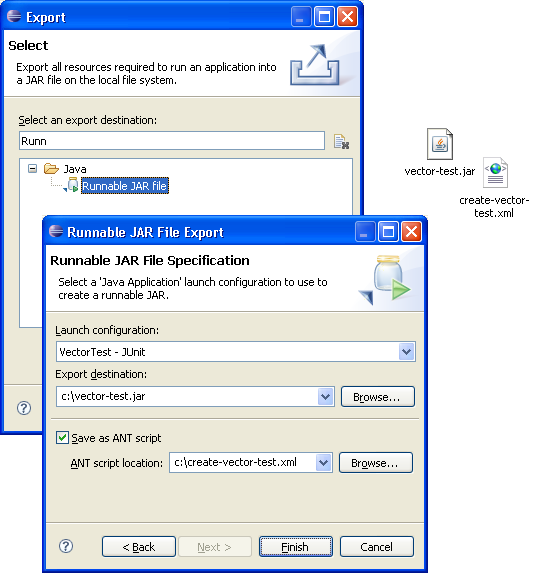 Export
Select
Export all resources required to run an application into
a JAR file on the local file system.
Select an export destination:
Runn
Java
Runnable JAR file
vector-test.jar
create-vector-
test.xml
Runnable JAR File Export
Runnable JAR File Specification
Select a 'Java Application' launch configuration to use to
create a runnable JAR.
Launch configuration:
VectorTest - JUnit
Export destination:
c:\vector-test.jar
Browse...
Save as ANT script
ANT script location:
c:\create-vector-test.xml
Browse...
< Back
Next >
Finish
Cancel